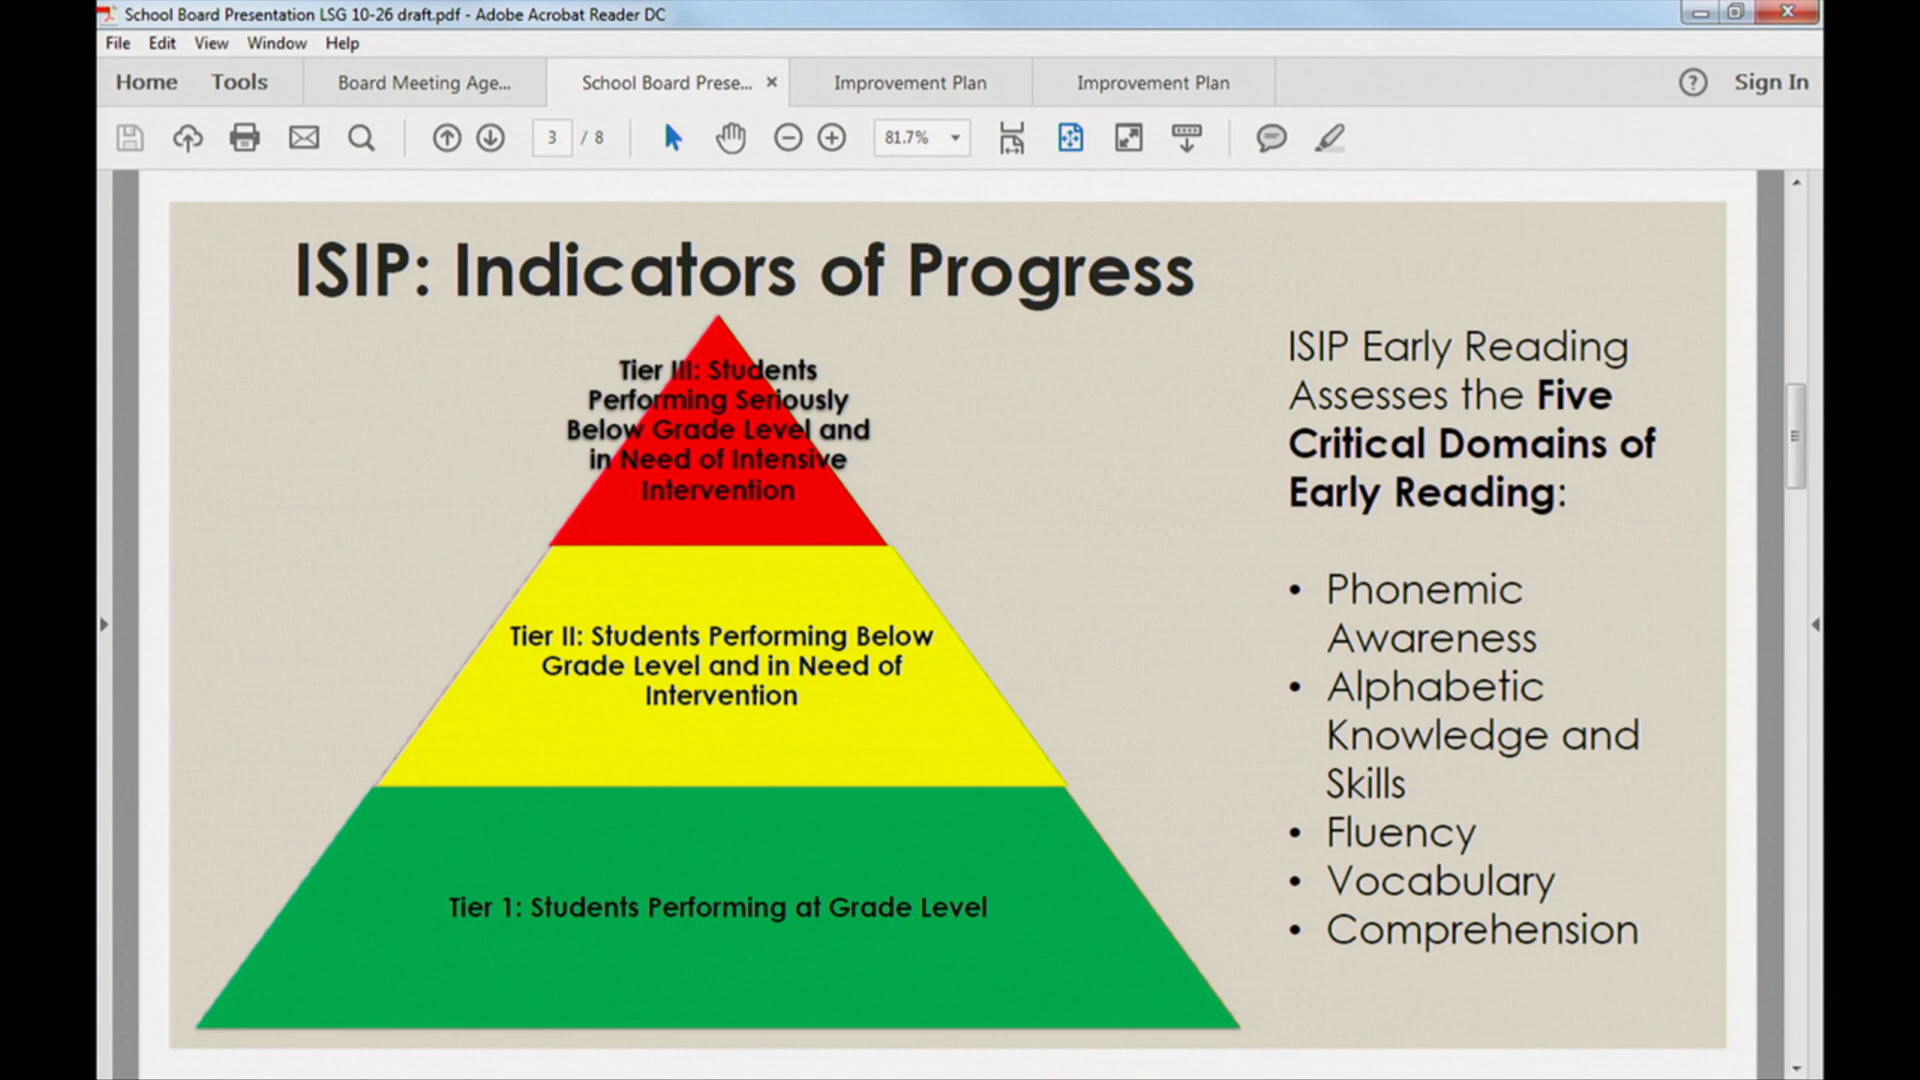 School Board Presentation LSG 10-26 draft.pdf - Adobe Acrobat Reader DC
File Edit View Window Help
Home Tools Board Meeting Age... School Board Prese... × Improvement Plan Improvement Plan ? Sign In
3 / 8 81.7%
ISIP: Indicators of Progress
Tier III: Students
Performing Seriously
Below Grade Level and
in Need of Intensive
Intervention
Tier II: Students Performing Below
Grade Level and in Need of
Intervention
Tier 1: Students Performing at Grade Level
ISIP Early Reading
Assesses the Five
Critical Domains of
Early Reading:
• Phonemic
Awareness
• Alphabetic
Knowledge and
Skills
• Fluency
• Vocabulary
• Comprehension